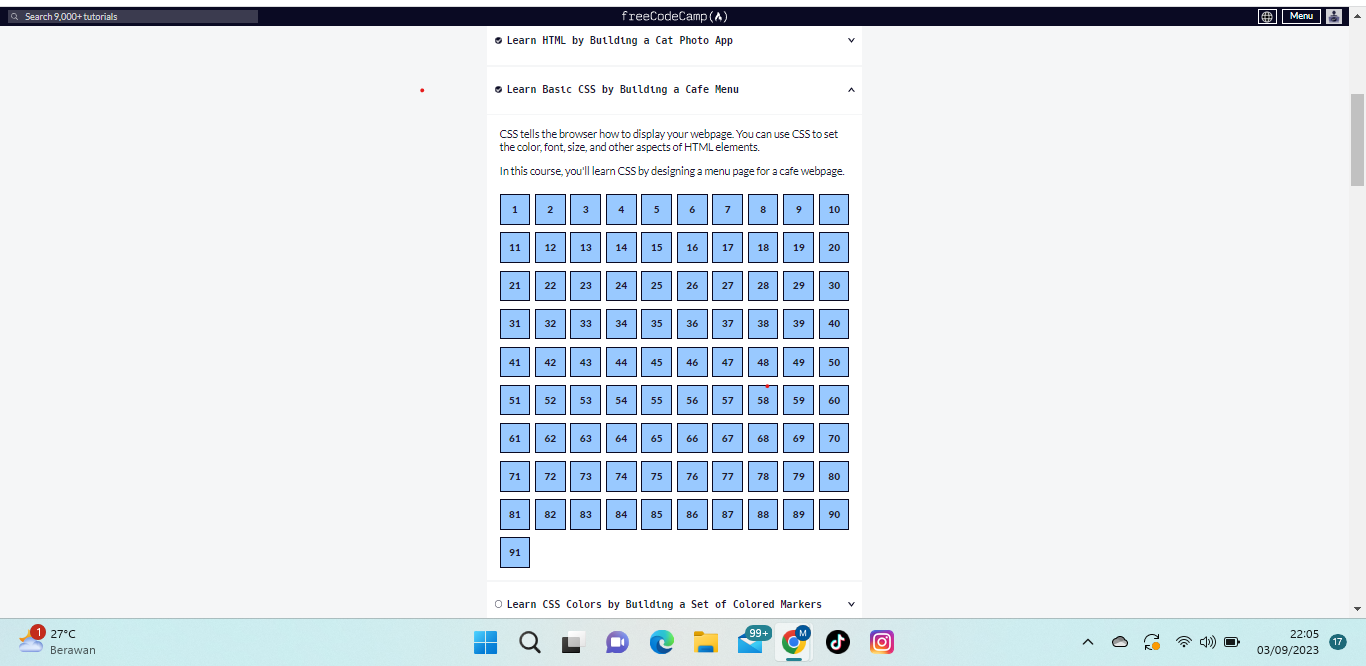 Search 9,000+ tutorials
freeCodeCamp
Menu
Learn HTML by Building a Cat Photo App
Learn Basic CSS by Building a Cafe Menu
CSS tells the browser how to display your webpage. You can use CSS to set
the color, font, size, and other aspects of HTML elements.
In this course, you'll learn CSS by designing a menu page for a cafe webpage.
1 2 3 4 5 6 7 8 9 10
11 12 13 14 15 16 17 18 19 20
21 22 23 24 25 26 27 28 29 30
31 32 33 34 35 36 37 38 39 40
41 42 43 44 45 46 47 48 49 50
51 52 53 54 55 56 57 58 59 60
61 62 63 64 65 66 67 68 69 70
71 72 73 74 75 76 77 78 79 80
81 82 83 84 85 86 87 88 89 90
91
Learn CSS Colors by Building a Set of Colored Markers
1
27°C
Berawan
99+
M
22:05
03/09/2023
17